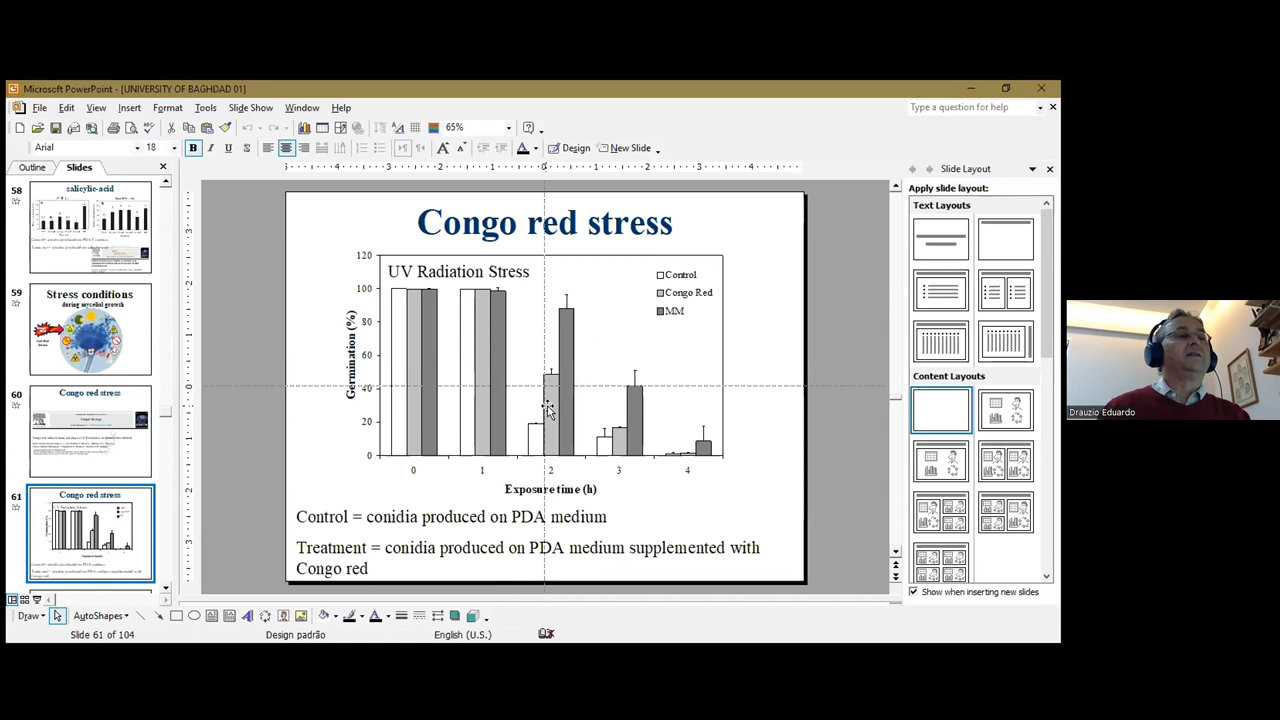 Microsoft PowerPoint - [UNIVERSITY OF BAGHDAD 01]
File Edit View Insert Format Tools Slide Show Window Help
Type a question for help
65%
Arial 18 B I U S A A A Design New Slide
Outline Slides
Slide Layout
58
salicylic-acid
59
Stress conditions
during mycelial growth
60
Congo red stress
61
Congo red stress
Congo red stress
UV Radiation Stress
Control
Congo Red
MM
Germination (%)
120
100
80
60
40
20
0
0 1 2 3 4
Exposure time (h)
Control = conidia produced on PDA medium
Treatment = conidia produced on PDA medium supplemented with
Congo red
Apply slide layout:
Text Layouts
Content Layouts
Show when inserting new slides
Draw AutoShapes
Slide 61 of 104 Design padrão English (U.S.)
Drauzio Eduardo